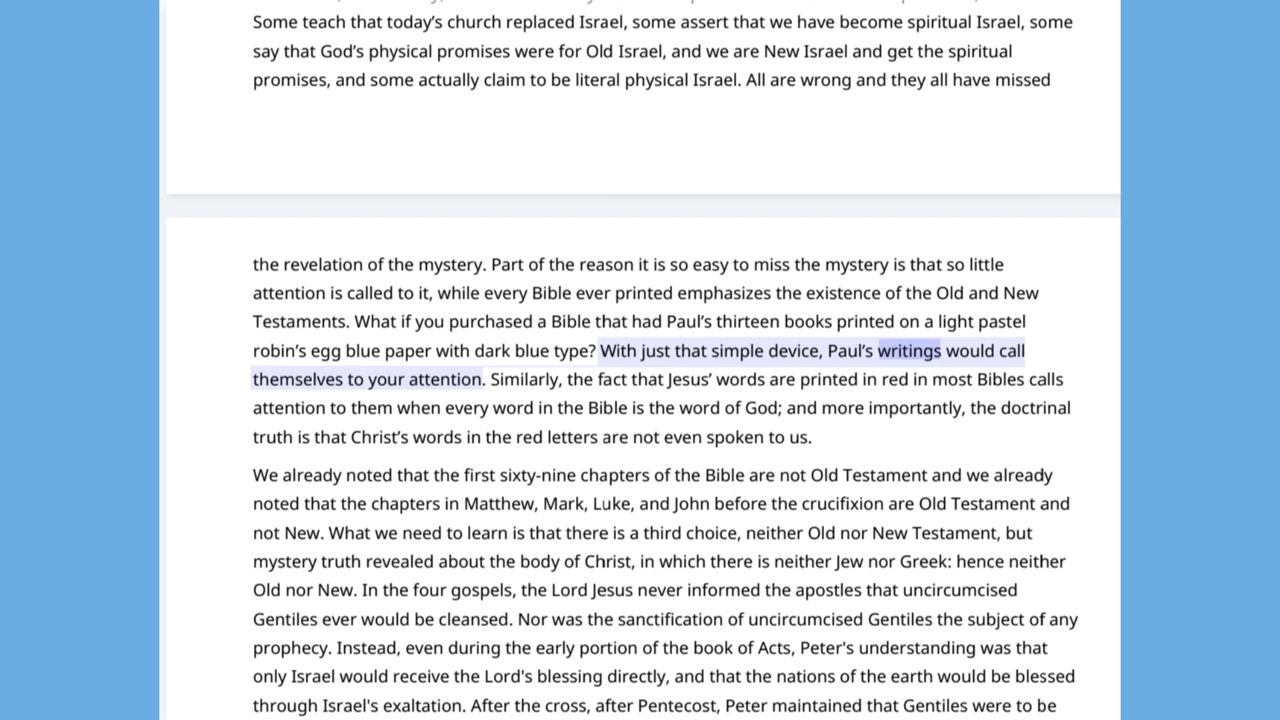 Some teach that today’s church replaced Israel, some assert that we have become spiritual Israel, some
say that God’s physical promises were for Old Israel, and we are New Israel and get the spiritual
promises, and some actually claim to be literal physical Israel. All are wrong and they all have missed
the revelation of the mystery. Part of the reason it is so easy to miss the mystery is that so little
attention is called to it, while every Bible ever printed emphasizes the existence of the Old and New
Testaments. What if you purchased a Bible that had Paul’s thirteen books printed on a light pastel
robin’s egg blue paper with dark blue type? With just that simple device, Paul’s writings would call
themselves to your attention. Similarly, the fact that Jesus’ words are printed in red in most Bibles calls
attention to them when every word in the Bible is the word of God; and more importantly, the doctrinal
truth is that Christ’s words in the red letters are not even spoken to us.
We already noted that the first sixty-nine chapters of the Bible are not Old Testament and we already
noted that the chapters in Matthew, Mark, Luke, and John before the crucifixion are Old Testament and
not New. What we need to learn is that there is a third choice, neither Old nor New Testament, but
mystery truth revealed about the body of Christ, in which there is neither Jew nor Greek: hence neither
Old nor New. In the four gospels, the Lord Jesus never informed the apostles that uncircumcised
Gentiles ever would be cleansed. Nor was the sanctification of uncircumcised Gentiles the subject of any
prophecy. Instead, even during the early portion of the book of Acts, Peter's understanding was that
only Israel would receive the Lord's blessing directly, and that the nations of the earth would be blessed
through Israel's exaltation. After the cross, after Pentecost, Peter maintained that Gentiles were to be